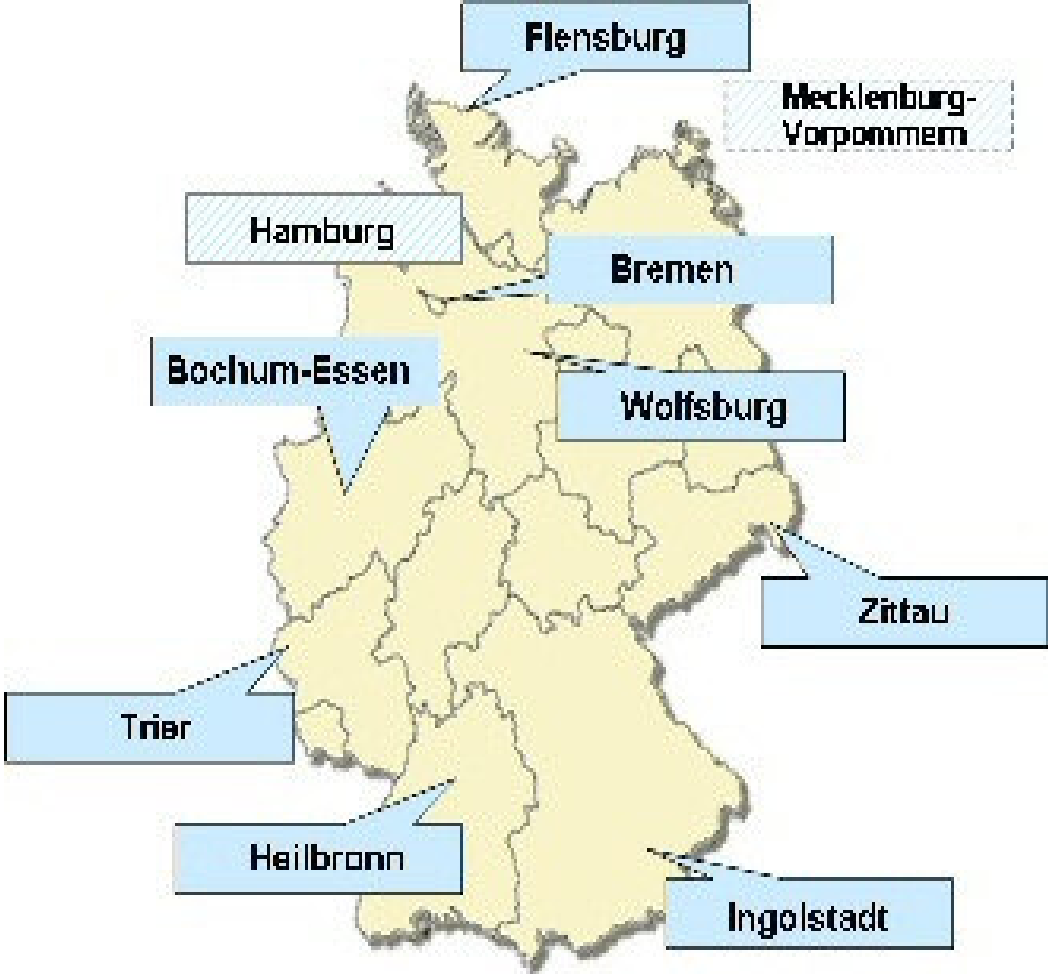 Flensburg
Mecklenburg-
Vorpommern
Hamburg
Bremen
Bochum-Essen
Wolfsburg
Zittau
Trier
Heilbronn
Ingolstadt